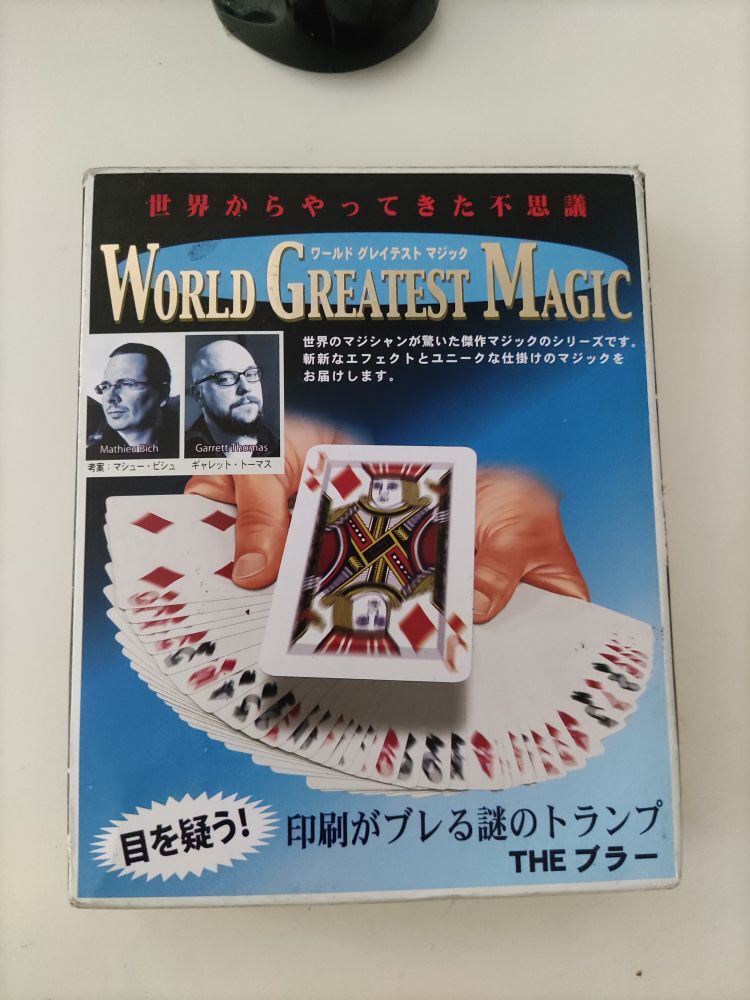 世界からやってきた不思議
ワールド グレイテスト マジック
WORLD GREATEST MAGIC
世界のマジシャンが驚いた傑作マジックのシリーズです。
斬新なエフェクトとユニークな仕掛けのマジックを
お届けします。
Mathieu Bich
Garrett Thomas
考案：マシュー・ビシュ
ギャレット・トーマス
目を疑う!
印刷がブレる謎のトランプ
THE ブラー